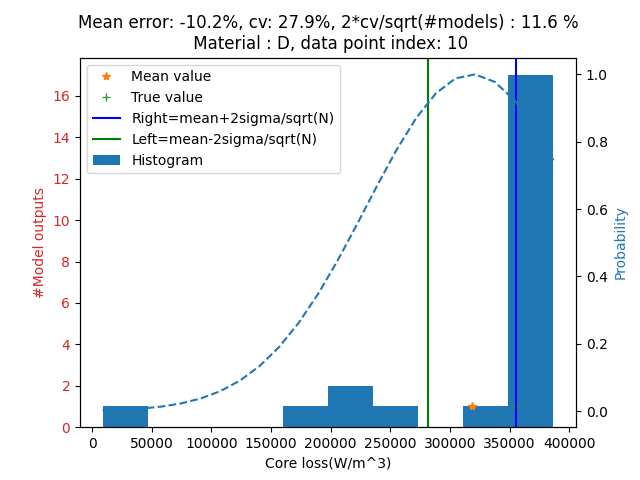 Mean error: -10.2%, cv: 27.9%, 2*cv/sqrt(#models) : 11.6 %
Material : D, data point index: 10
Mean value
True value
Right=mean+2sigma/sqrt(N)
Left=mean-2sigma/sqrt(N)
Histogram
#Model outputs
16
14
12
10
8
6
4
2
0
1.0
0.8
0.6
0.4
0.2
0.0
Probability
0 50000 100000 150000 200000 250000 300000 350000 400000
Core loss(W/m^3)